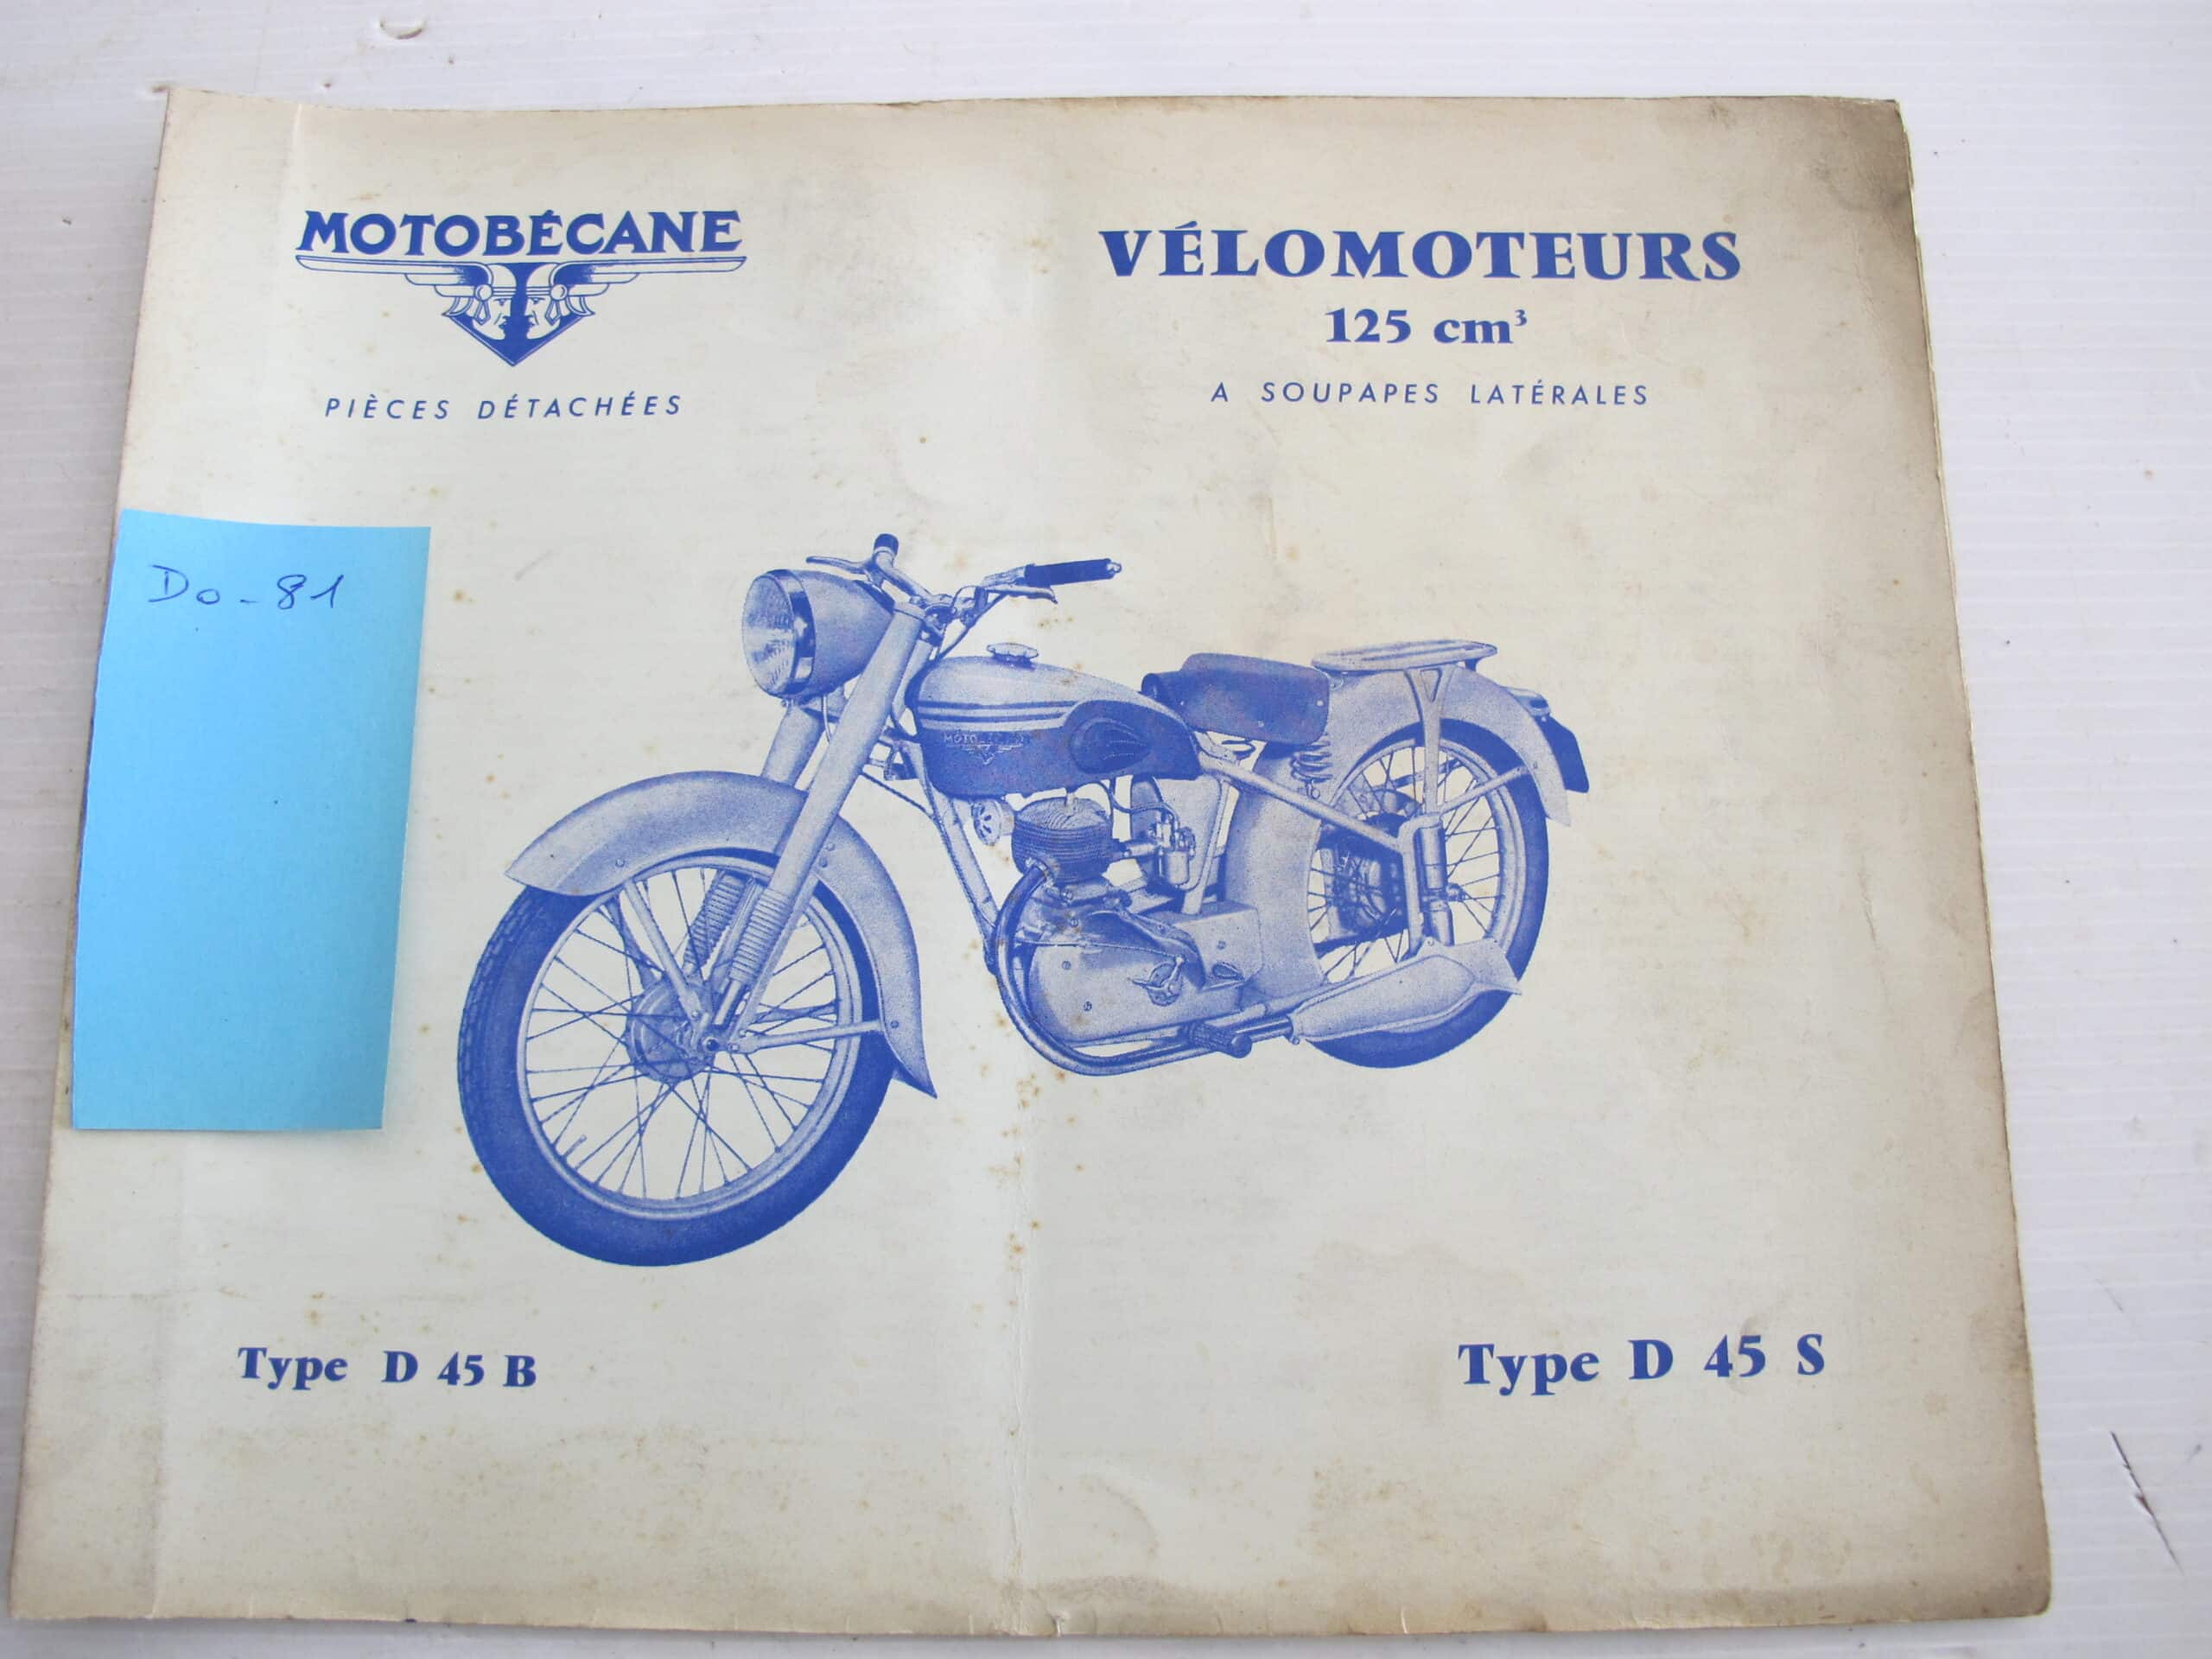 MOTOBÉCANE
PIÈCES DÉTACHÉES
VÉLOMOTEURS
125 cm³
A SOUPAPES LATÉRALES
Do-81
Type D 45 B
Type D 45 S